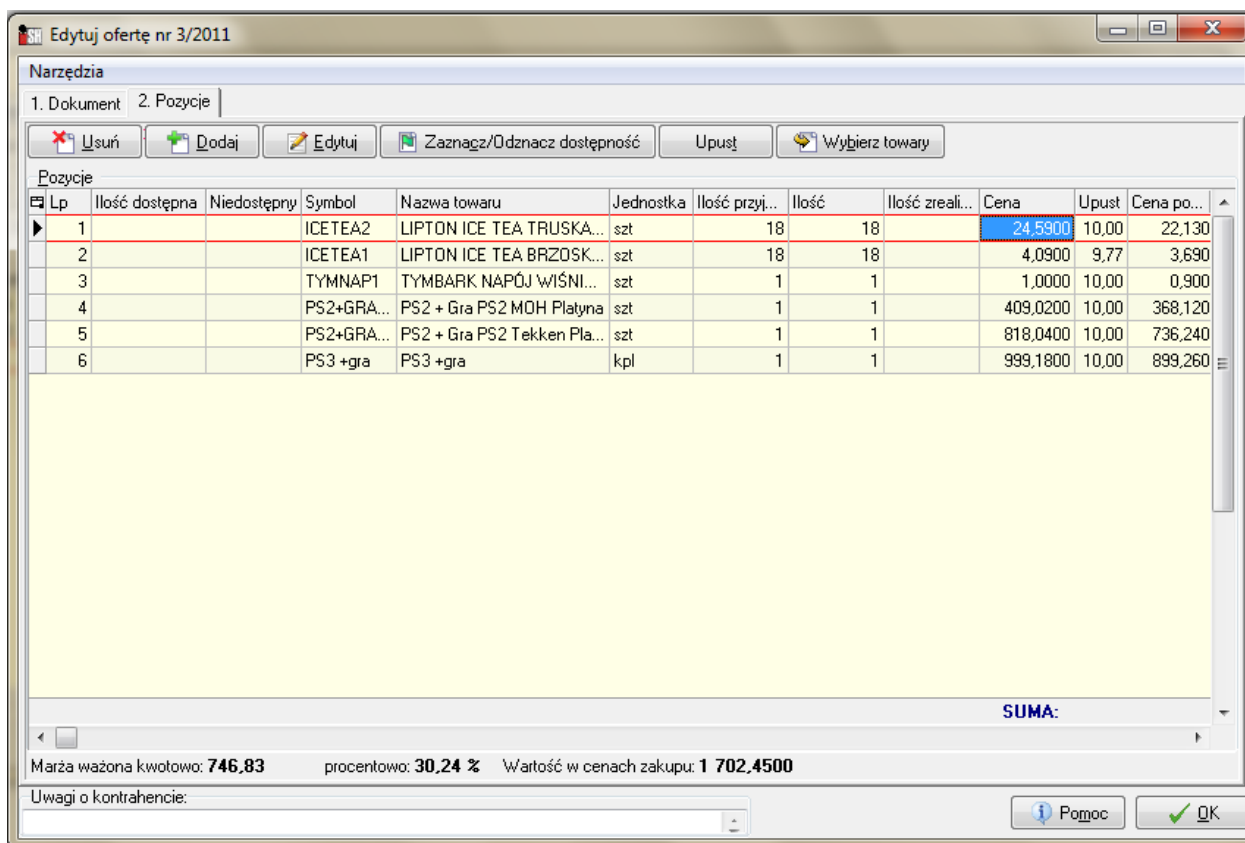 SH Edytuj ofertę nr 3/2011
Narzędzia
1. Dokument 2. Pozycje
Usuń Dodaj Edytuj Zaznacz/Odznacz dostępność Upust Wybierz towary
Pozycje
Lp Ilość dostępna Niedostępny Symbol Nazwa towaru Jednostka Ilość przyj... Ilość Ilość zreali... Cena Upust Cena po...
1 ICETEA2 LIPTON ICE TEA TRUSKA... szt 18 18 24,5900 10,00 22,130
2 ICETEA1 LIPTON ICE TEA BRZOSK... szt 18 18 4,0900 9,77 3,690
3 TYMNAP1 TYMBARK NAPÓJ WIŚNI... szt 1 1 1,0000 10,00 0,900
4 PS2+GRA... PS2 + Gra PS2 MOH Platyna szt 1 1 409,0200 10,00 368,120
5 PS2+GRA... PS2 + Gra PS2 Tekken Pla... szt 1 1 818,0400 10,00 736,240
6 PS3 +gra PS3 +gra kpl 1 1 999,1800 10,00 899,260
SUMA:
Marża ważona kwotowo: 746,83 procentowo: 30,24 % Wartość w cenach zakupu: 1 702,4500
Uwagi o kontrahencie:
Pomoc OK